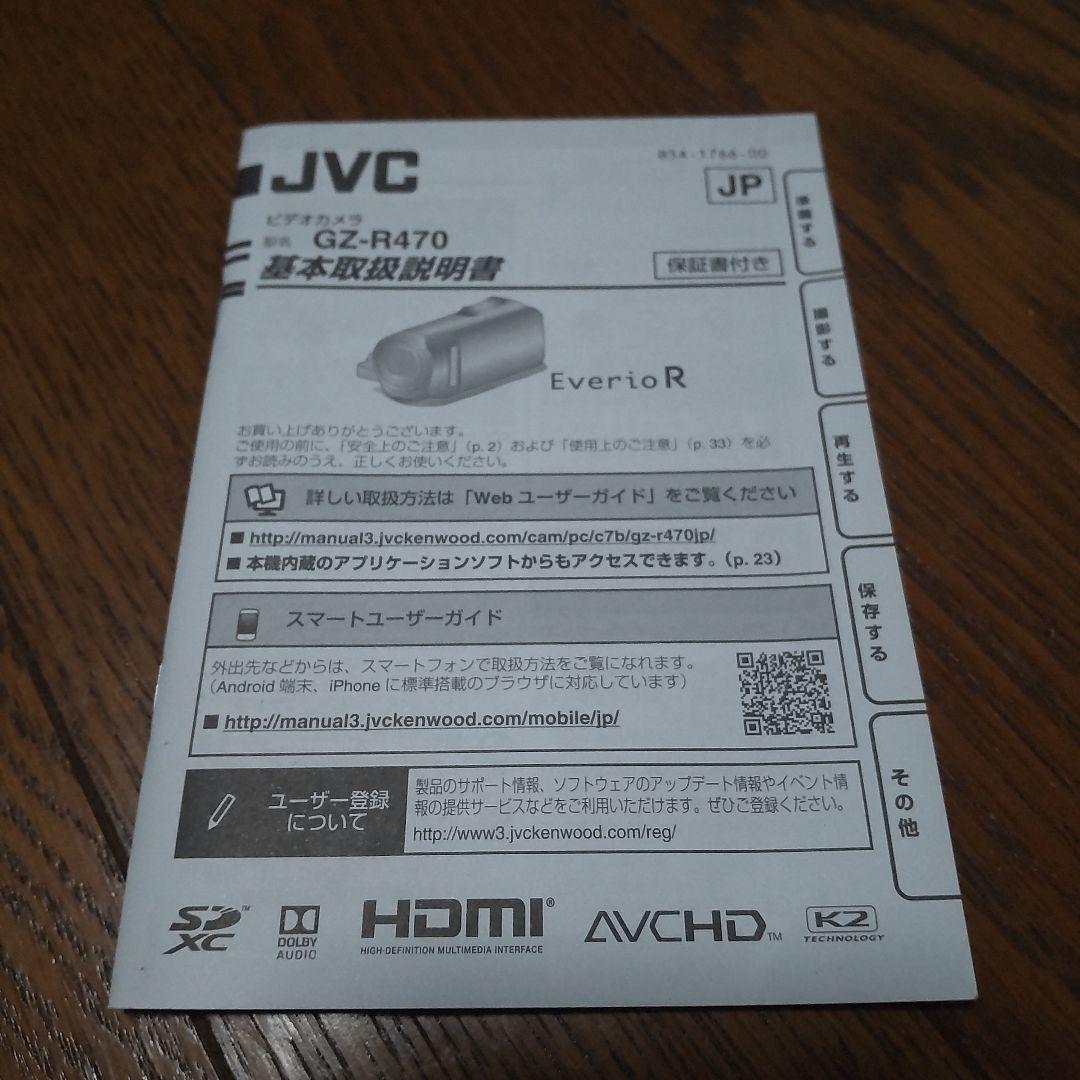 JVC
B5A-1766-00
JP
ビデオカメラ
型名 GZ-R470
基本取扱説明書
保証書付き
Everio R
お買い上げありがとうございます。
ご使用の前に、「安全上のご注意」(p. 2) および「使用上のご注意」(p. 33) を必
ずお読みのうえ、正しくお使いください。
詳しい取扱方法は「Web ユーザーガイド」をご覧ください
■ http://manual3.jvckenwood.com/cam/pc/c7b/gz-r470jp/
■ 本機内蔵のアプリケーションソフトからもアクセスできます。(p. 23)
スマートユーザーガイド
外出先などからは、スマートフォンで取扱方法をご覧になれます。
(Android 端末、iPhone に標準搭載のブラウザに対応しています)
■ http://manual3.jvckenwood.com/mobile/jp/
ユーザー登録
について
製品のサポート情報、ソフトウェアのアップデート情報やイベント情
報の提供サービスなどをご利用いただけます。ぜひご登録ください。
http://www3.jvckenwood.com/reg/
準備する
撮影する
再生する
保存する
その他
SD XC TM
DOLBY
AUDIO
HDMI®
HIGH-DEFINITION MULTIMEDIA INTERFACE
AVCHD TM
K2
TECHNOLOGY